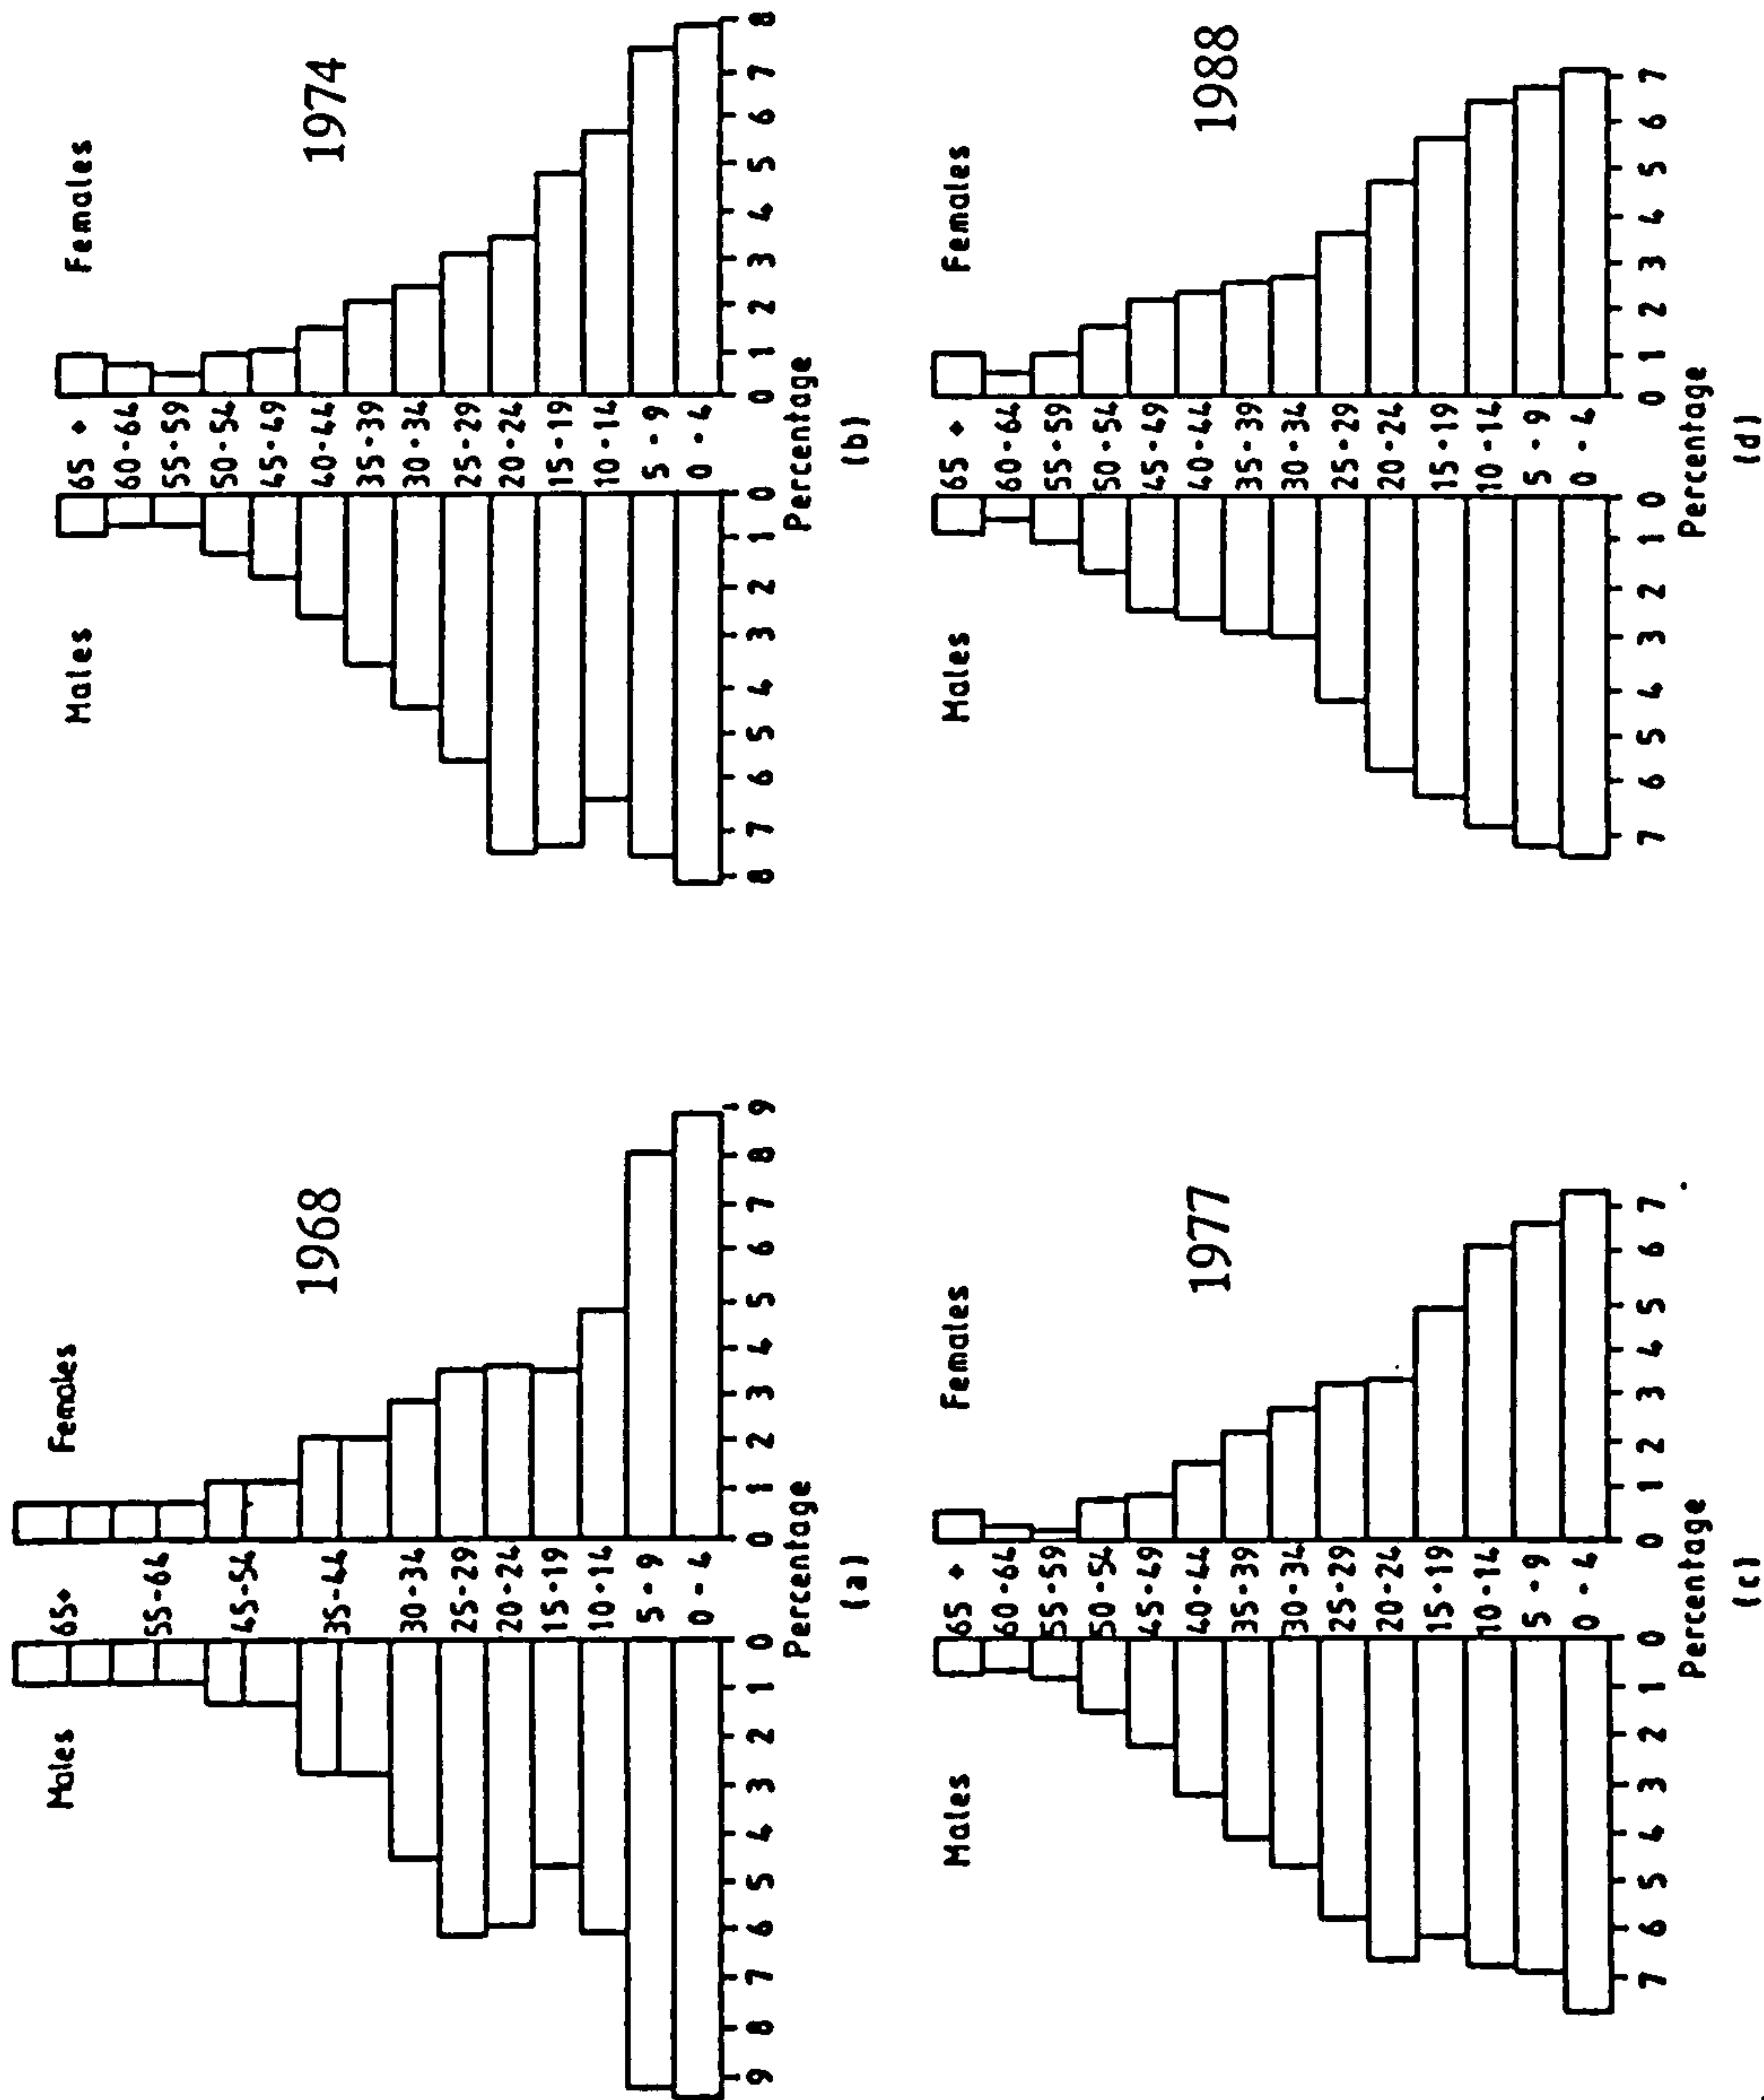 Males
Females
1968
65+
55-64
45-54
35-44
30-34
25-29
20-24
15-19
10-14
5 - 9
0 - 4
9 8 7 6 5 4 3 2 1 0 0 1 2 3 4 5 6 7 8 9
Percentage
(a)
Males
Females
1974
65 +
60-64
55-59
50-54
45-49
40-44
35-39
30-34
25-29
20-24
15-19
10-14
5 - 9
0 - 4
8 7 6 5 4 3 2 1 0 0 1 2 3 4 5 6 7 8
Percentage
(b)
Males
Females
1977
65 +
60-64
55-59
50-54
45-49
40-44
35-39
30-34
25-29
20-24
15-19
10-14
5 - 9
0 - 4
7 6 5 4 3 2 1 0 0 1 2 3 4 5 6 7
Percentage
(c)
Males
Females
1988
65 +
60-64
55-59
50-54
45-49
40-44
35-39
30-34
25-29
20-24
15-19
10-14
5 - 9
0 - 4
7 6 5 4 3 2 1 0 0 1 2 3 4 5 6 7
Percentage
(d)